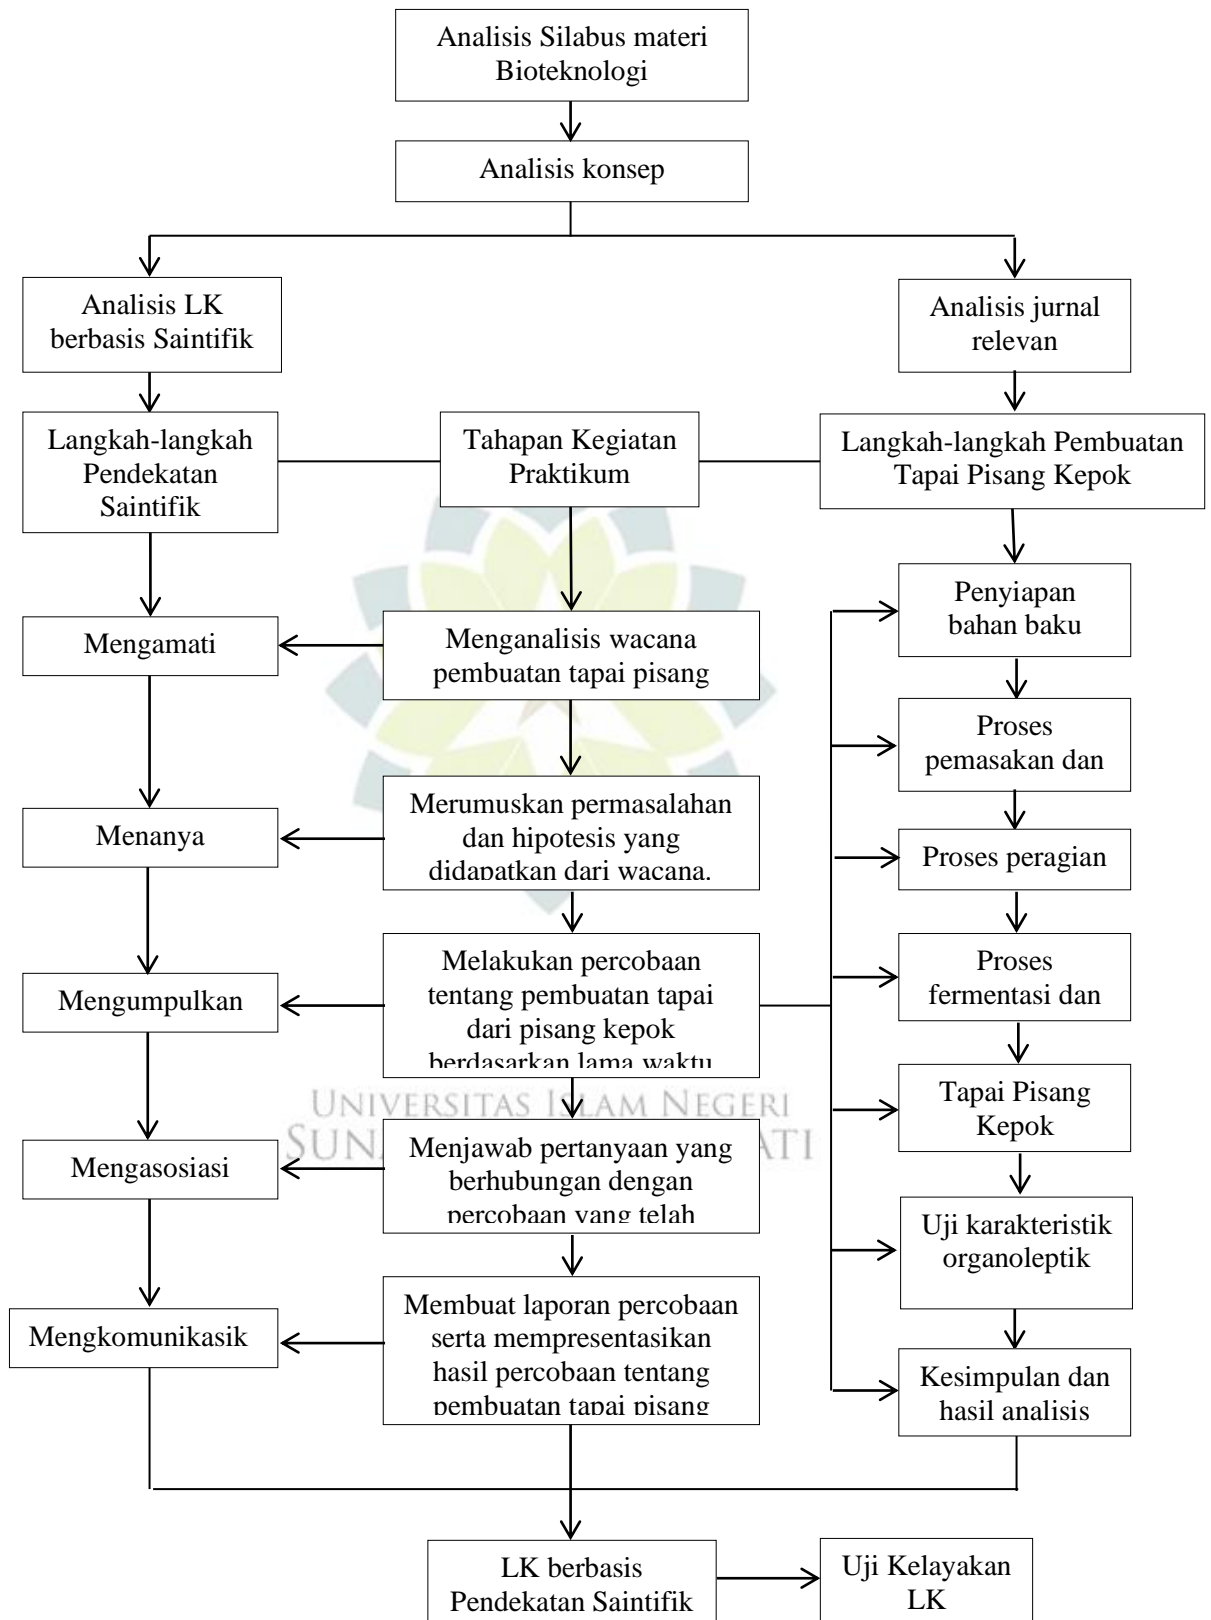 Analisis Silabus materi
Bioteknologi
Analisis konsep
Analisis LK
berbasis Saintifik
Analisis jurnal
relevan
Langkah-langkah
Pendekatan
Saintifik
Tahapan Kegiatan
Praktikum
Langkah-langkah Pembuatan
Tapai Pisang Kepok
Mengamati
Menganalisis wacana
pembuatan tapai pisang
Penyiapan
bahan baku
Proses
pemasakan dan
Menanya
Merumuskan permasalahan
dan hipotesis yang
didapatkan dari wacana.
Proses peragian
Mengumpulkan
Melakukan percobaan
tentang pembuatan tapai
dari pisang kepok
berdasarkan lama waktu
Proses
fermentasi dan
Tapai Pisang
Kepok
UNIVERSITAS ISLAM NEGERI
SUN ATI
Mengasosiasi
Menjawab pertanyaan yang
berhubungan dengan
percobaan yang telah
Uji karakteristik
organoleptik
Mengkomunikasik
Membuat laporan percobaan
serta mempresentasikan
hasil percobaan tentang
pembuatan tapai pisang
Kesimpulan dan
hasil analisis
LK berbasis
Pendekatan Saintifik
Uji Kelayakan
LK